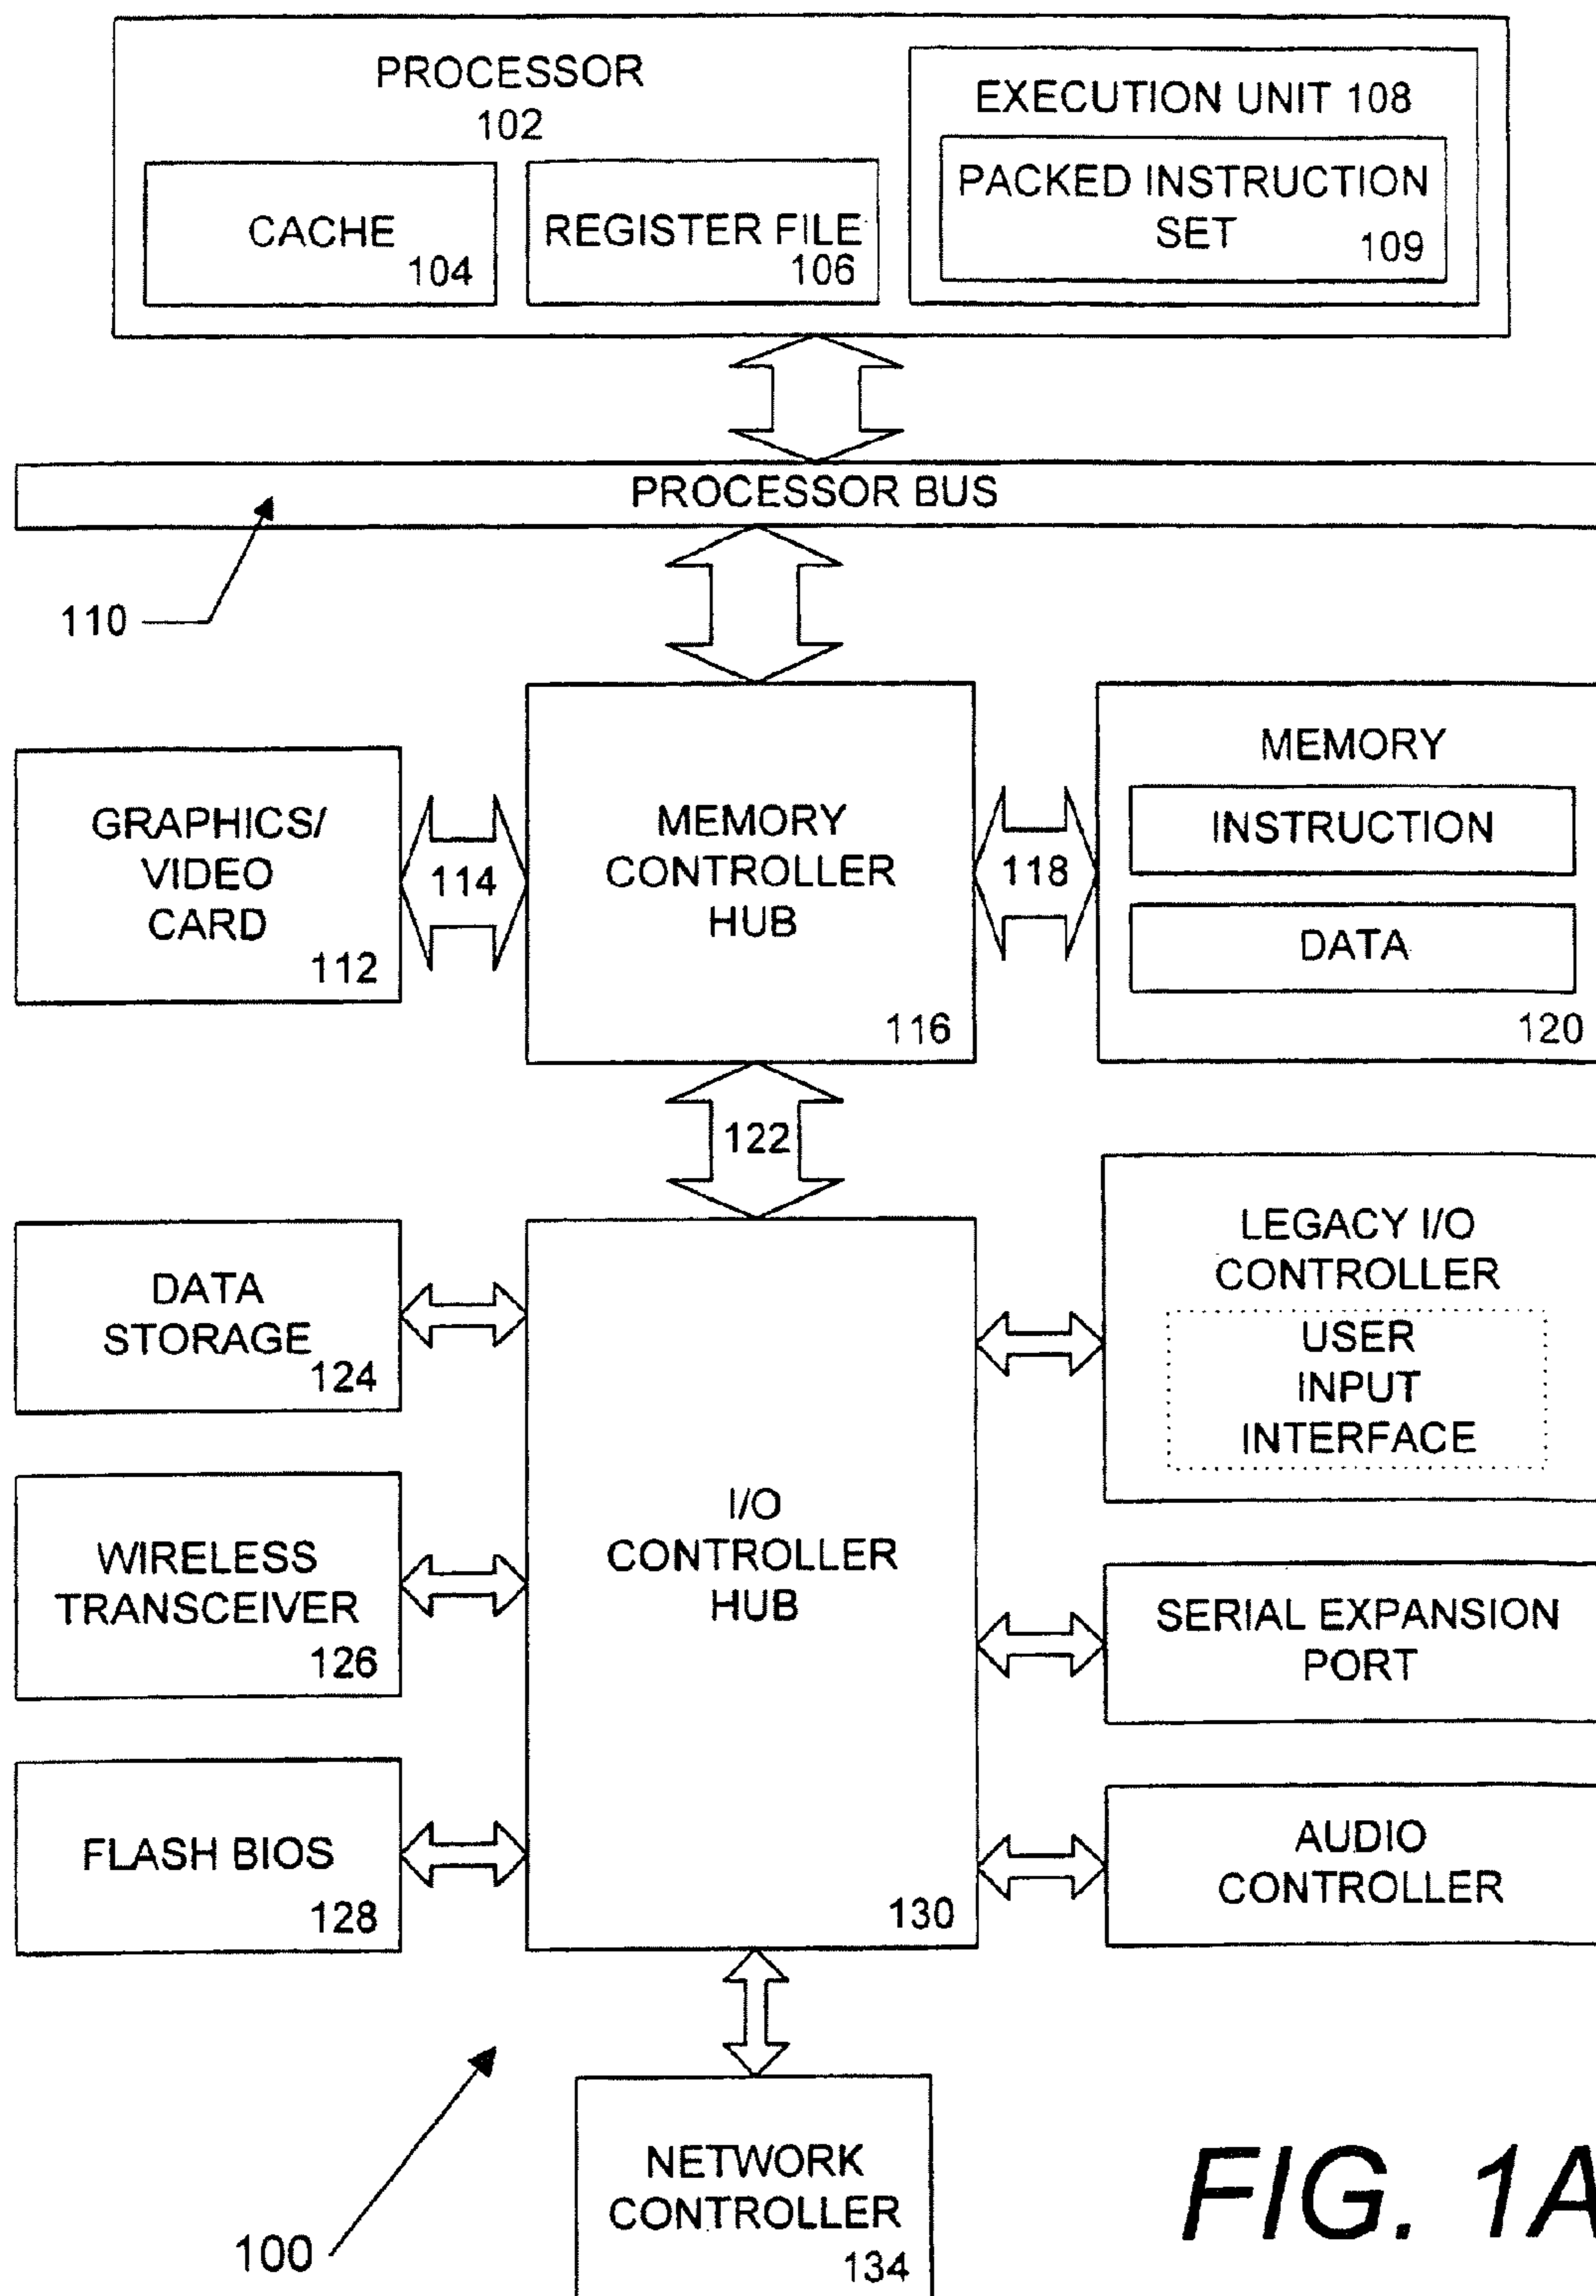 PROCESSOR
102
CACHE
104
REGISTER FILE
106
EXECUTION UNIT 108
PACKED INSTRUCTION
SET
109
PROCESSOR BUS
110
GRAPHICS/
VIDEO
CARD
112
114
MEMORY
CONTROLLER
HUB
116
118
MEMORY
INSTRUCTION
DATA
120
122
DATA
STORAGE
124
WIRELESS
TRANSCEIVER
126
FLASH BIOS
128
I/O
CONTROLLER
HUB
130
LEGACY I/O
CONTROLLER
USER
INPUT
INTERFACE
SERIAL EXPANSION
PORT
AUDIO
CONTROLLER
NETWORK
CONTROLLER
134
100
FIG. 1A